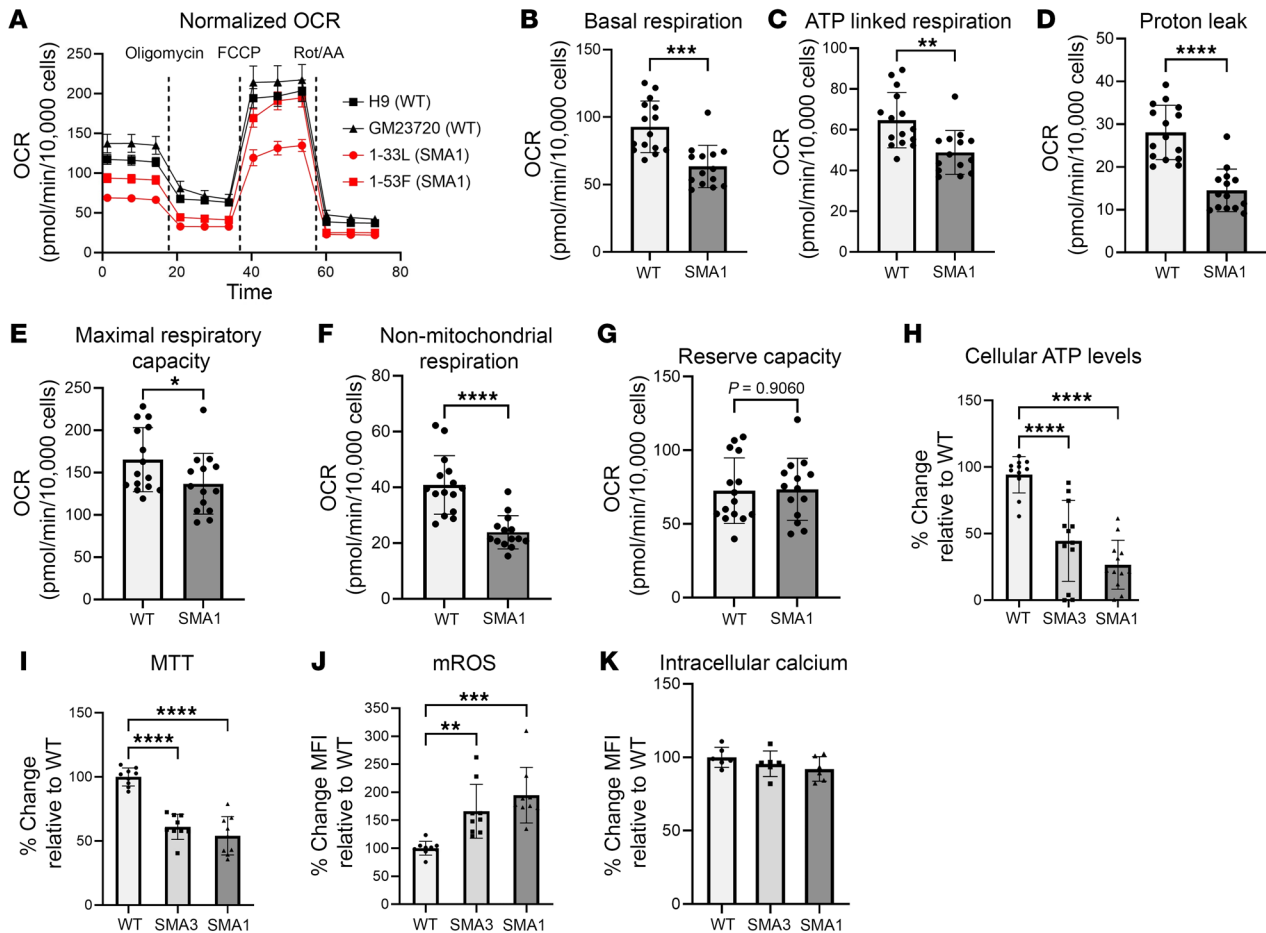 A
Normalized OCR
Oligomycin
FCCP
Rot/AA
OCR
(pmol/min/10,000 cells)
250
200
150
100
50
0
0
20
40
60
80
Time
H9 (WT)
GM23720 (WT)
1-33L (SMA1)
1-53F (SMA1)
B
Basal respiration
OCR
(pmol/min/10,000 cells)
150
100
50
0
***
WT
SMA1
C
ATP linked respiration
OCR
(pmol/min/10,000 cells)
100
80
60
40
20
0
**
WT
SMA1
D
Proton leak
OCR
(pmol/min/10,000 cells)
50
40
30
20
10
0
****
WT
SMA1
E
Maximal respiratory
capacity
OCR
(pmol/min/10,000 cells)
250
200
150
100
50
0
*
WT
SMA1
F
Non-mitochondrial
respiration
OCR
(pmol/min/10,000 cells)
80
60
40
20
0
****
WT
SMA1
G
Reserve capacity
OCR
(pmol/min/10,000 cells)
150
100
50
0
P = 0.9060
WT
SMA1
H
Cellular ATP levels
% Change
relative to WT
150
100
50
0
****
****
WT
SMA3
SMA1
I
MTT
% Change
relative to WT
150
100
50
0
****
****
WT
SMA3
SMA1
J
mROS
% Change MFI
relative to WT
350
300
250
200
150
100
50
0
***
**
WT
SMA3
SMA1
K
Intracellular calcium
% Change MFI
relative to WT
150
100
50
0
WT
SMA3
SMA1